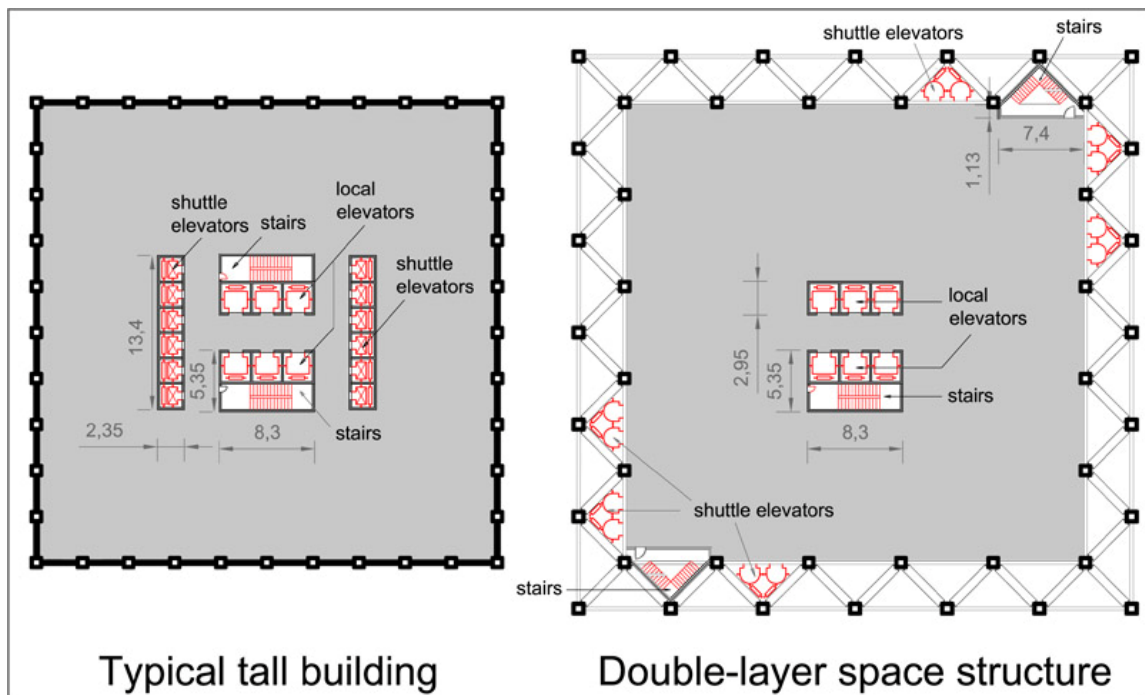 shuttle
elevators
stairs
local
elevators
shuttle
elevators
13,4
5,35
2,35
8,3
stairs
Typical tall building
shuttle elevators
stairs
7,4
1,13
local
elevators
2,95
5,35
stairs
8,3
shuttle elevators
stairs
Double-layer space structure